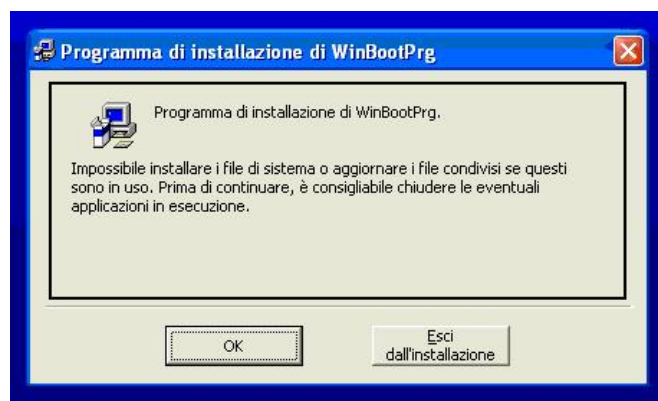 Programma di installazione di WinBootPrg
Programma di installazione di WinBootPrg.
Impossibile installare i file di sistema o aggiornare i file condivisi se questi
sono in uso. Prima di continuare, è consigliabile chiudere le eventuali
applicazioni in esecuzione.
OK
Esci
dall'installazione